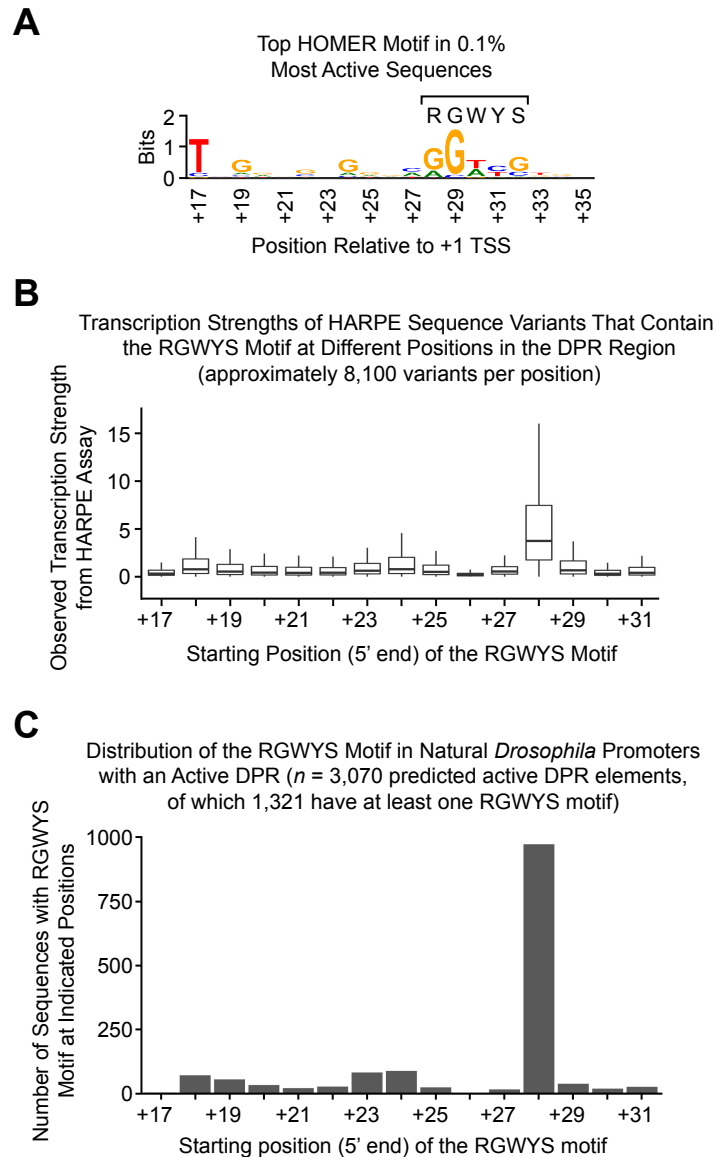 A
Top HOMER Motif in 0.1%
Most Active Sequences
R G W Y S
Bits
2
1
0
+17
+19
+21
+23
+25
+27
+29
+31
+33
+35
Position Relative to +1 TSS
B
Transcription Strengths of HARPE Sequence Variants That Contain
the RGWYS Motif at Different Positions in the DPR Region
(approximately 8,100 variants per position)
Observed Transcription Strength
from HARPE Assay
15
10
5
0
+17 +19 +21 +23 +25 +27 +29 +31
Starting Position (5' end) of the RGWYS Motif
C
Distribution of the RGWYS Motif in Natural Drosophila Promoters
with an Active DPR (n = 3,070 predicted active DPR elements,
of which 1,321 have at least one RGWYS motif)
Number of Sequences with RGWYS
Motif at Indicated Positions
1000
750
500
250
0
+17 +19 +21 +23 +25 +27 +29 +31
Starting position (5' end) of the RGWYS motif